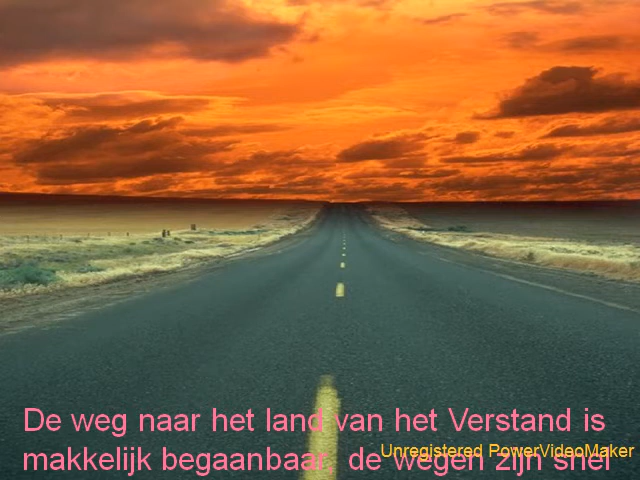 De weg naar het land van het Verstand is
makkelijk begaanbaar, de wegen zijn snel
Unregistered PowerVideoMaker